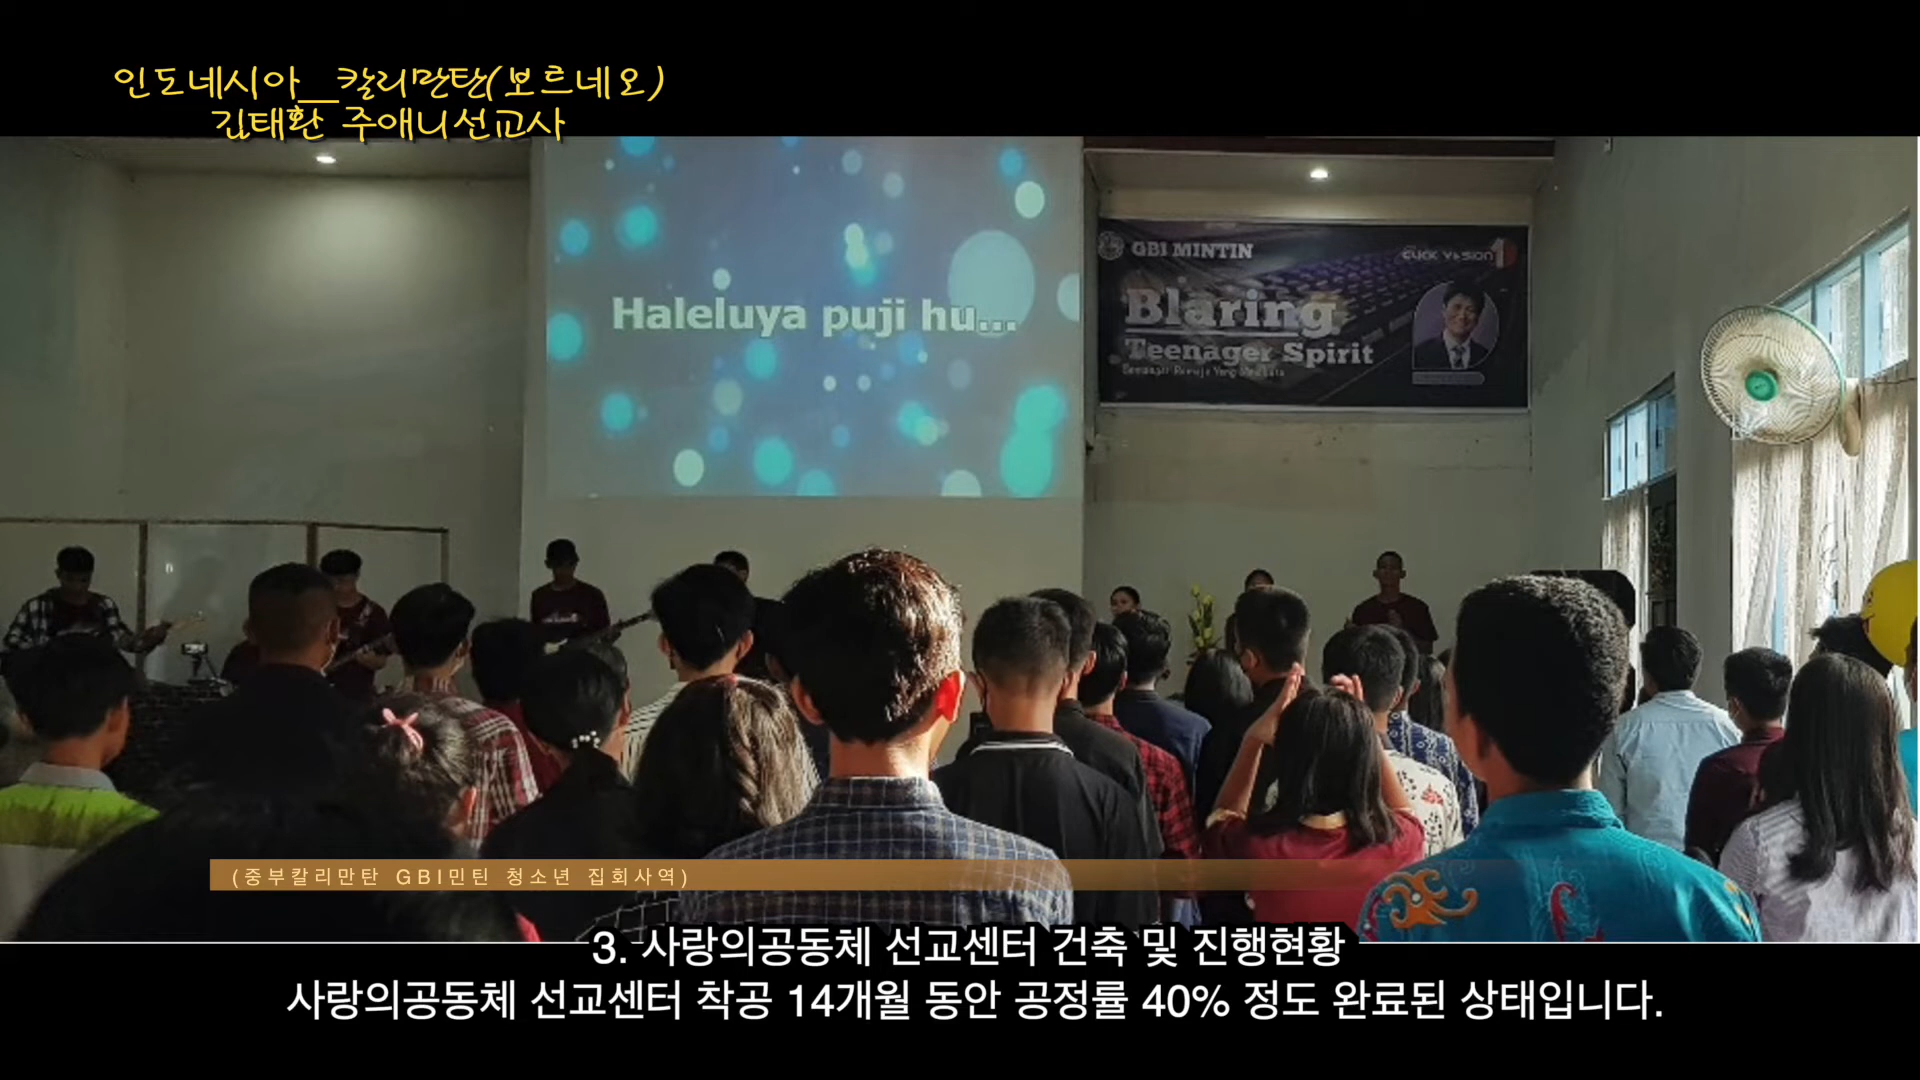 인도네시아_칼리만탄(보르네오)
김태환 주애니선교사
Haleluya puji hu...
GBI MINTIN
CLICK VISION
Blaring
Teenager Spirit
(중부칼리만탄 GBI민틴 청소년 집회사역)
3. 사랑의공동체 선교센터 건축 및 진행현황
사랑의공동체 선교센터 착공 14개월 동안 공정률 40% 정도 완료된 상태입니다.